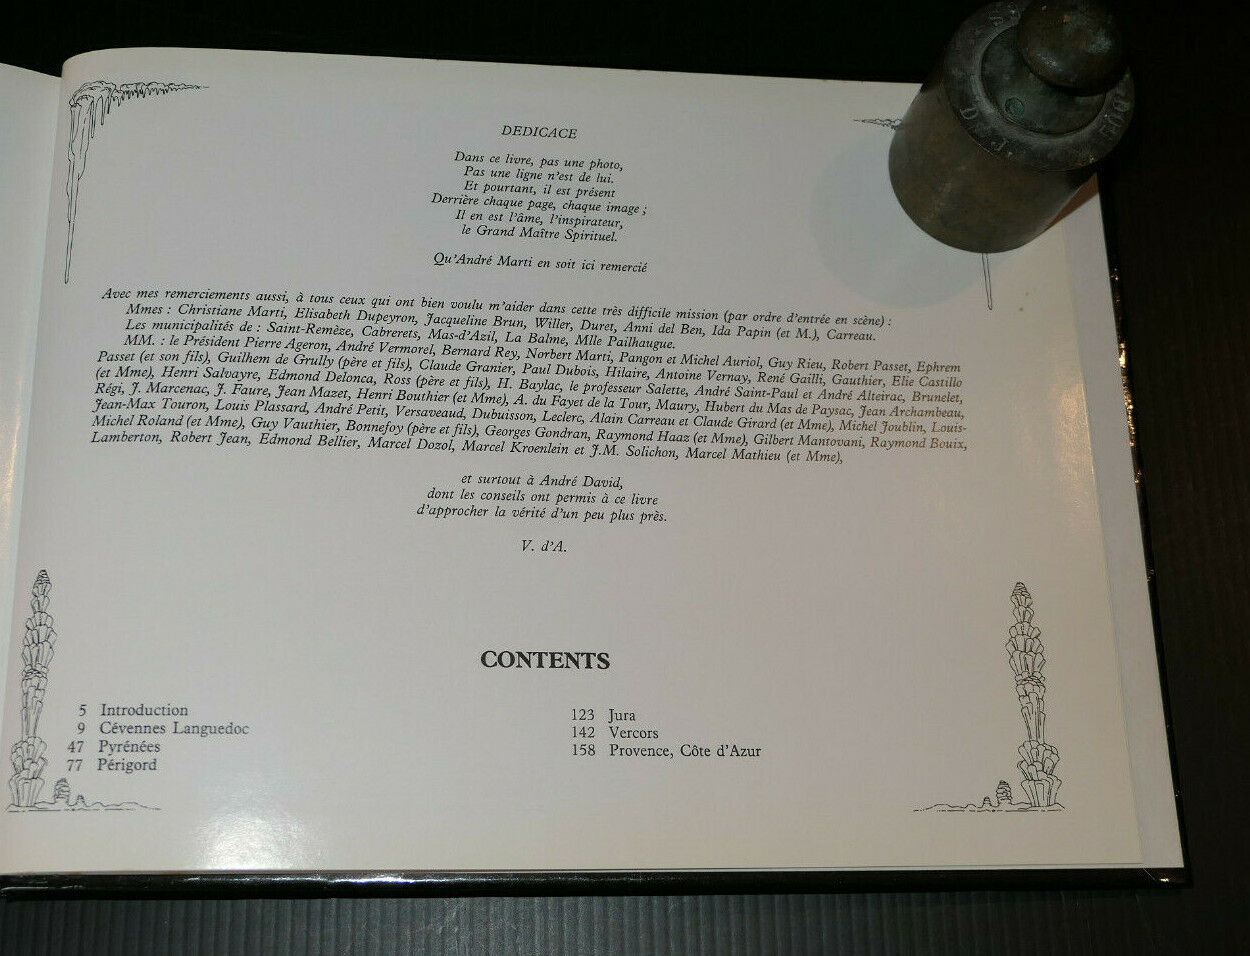 DEDICACE
Dans ce livre, pas une photo,
Pas une ligne n'est de lui.
Et pourtant, il est présent
Derrière chaque page, chaque image ;
Il en est l'âme, l'inspirateur,
le Grand Maître Spirituel.
Qu'André Marti en soit ici remercié
Avec mes remerciements aussi, à tous ceux qui ont bien voulu m'aider dans cette très difficile mission (par ordre d'entrée en scène) :
Mmes : Christiane Marti, Elisabeth Dupeyron, Jacqueline Brun, Willer, Duret, Anni del Ben, Ida Papin (et M.), Carreau.
Les municipalités de : Saint-Remèze, Cabrerets, Mas-d'Azil, La Balme, Mlle Pailhaugue.
MM. : le Président Pierre Ageron, André Vermorel, Bernard Rey, Norbert Marti, Pangon et Michel Auriol, Guy Rieu, Robert Passet, Ephrem
Passet (et son fils), Guilhem de Grully (père et fils), Claude Granier, Paul Dubois, Hilaire, Antoine Vernay, René Gailli, Gauthier, Elie Castillo
(et Mme), Henri Salvayre, Edmond Delonca, Ross (père et fils), H. Baylac, le professeur Salette, André Saint-Paul et André Alteirac, Brunelet,
Régi, J. Marcenac, J. Faure, Jean Mazet, Henri Bouthier (et Mme), A. du Fayet de la Tour, Maury, Hubert du Mas de Paysac, Jean Archambeau,
Jean-Max Touron, Louis Plassard, André Petit, Versaveaud, Dubuisson, Leclerc, Alain Carreau et Claude Girard (et Mme), Michel Joublin, Louis-
Michel Roland (et Mme), Guy Vauthier, Bonnefoy (père et fils), Georges Gondran, Raymond Haaz (et Mme), Gilbert Mantovani, Raymond Bouix,
Lamberton, Robert Jean, Edmond Bellier, Marcel Dozol, Marcel Kroenlein et J.M. Solichon, Marcel Mathieu (et Mme),
et surtout à André David,
dont les conseils ont permis à ce livre
d'approcher la vérité d'un peu plus près.
V. d'A.
CONTENTS
5 Introduction
9 Cévennes Languedoc
47 Pyrénées
77 Périgord
123 Jura
142 Vercors
158 Provence, Côte d'Azur